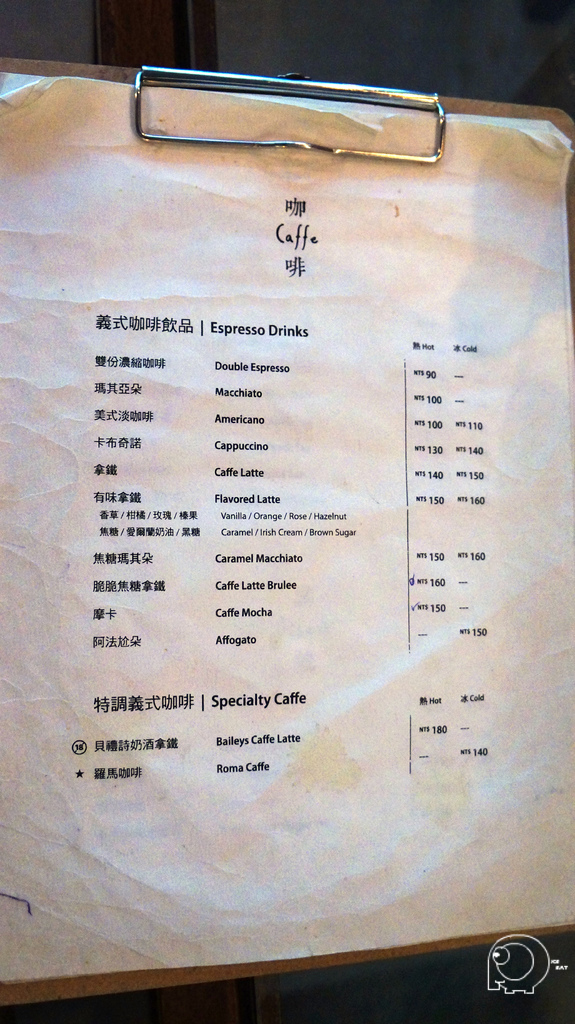 咖
Caffe
啡
義式咖啡飲品 | Espresso Drinks
熱 Hot 冰 Cold
雙份濃縮咖啡 Double Espresso NT$ 90 ---
瑪其亞朵 Macchiato NT$ 100 ---
美式淡咖啡 Americano NT$ 100 NT$ 110
卡布奇諾 Cappuccino NT$ 130 NT$ 140
拿鐵 Caffe Latte NT$ 140 NT$ 150
有味拿鐵 Flavored Latte NT$ 150 NT$ 160
香草 / 柑橘 / 玫瑰 / 榛果 Vanilla / Orange / Rose / Hazelnut
焦糖 / 愛爾蘭奶油 / 黑糖 Caramel / Irish Cream / Brown Sugar
焦糖瑪其朵 Caramel Macchiato NT$ 150 NT$ 160
脆脆焦糖拿鐵 Caffe Latte Brulee NT$ 160 ---
摩卡 Caffe Mocha NT$ 150 ---
阿法尬朵 Affogato --- NT$ 150
特調義式咖啡 | Specialty Caffe
熱 Hot 冰 Cold
⑱ 貝禮詩奶酒拿鐵 Baileys Caffe Latte NT$ 180 ---
★ 羅馬咖啡 Roma Caffe --- NT$ 140
ICE
EAT